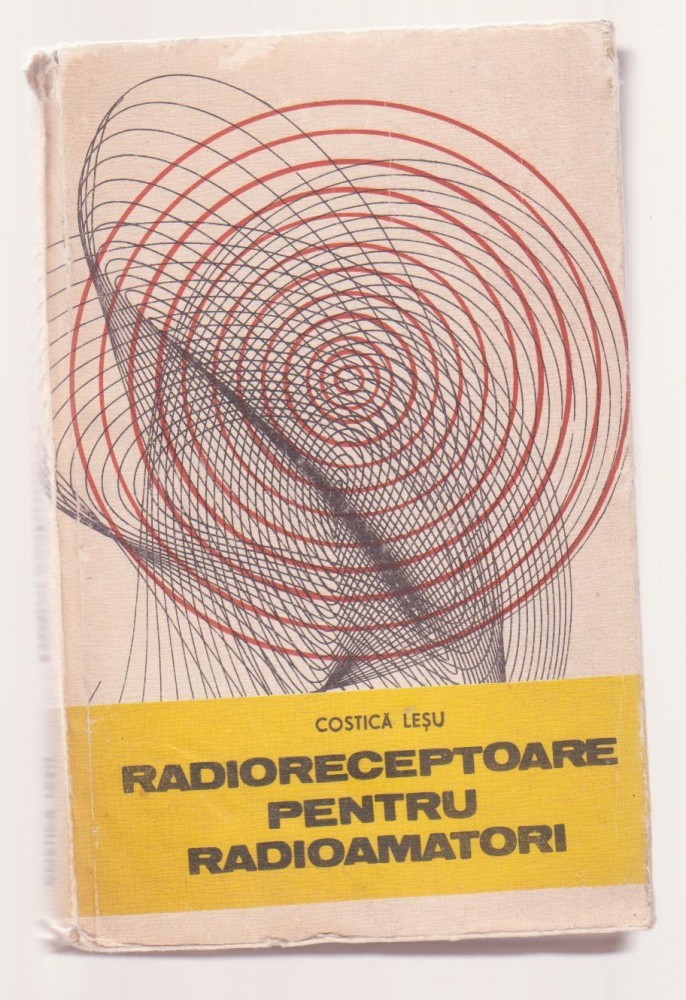 COSTICĂ LEȘU
RADIORECEPTOARE
PENTRU
RADIOAMATORI